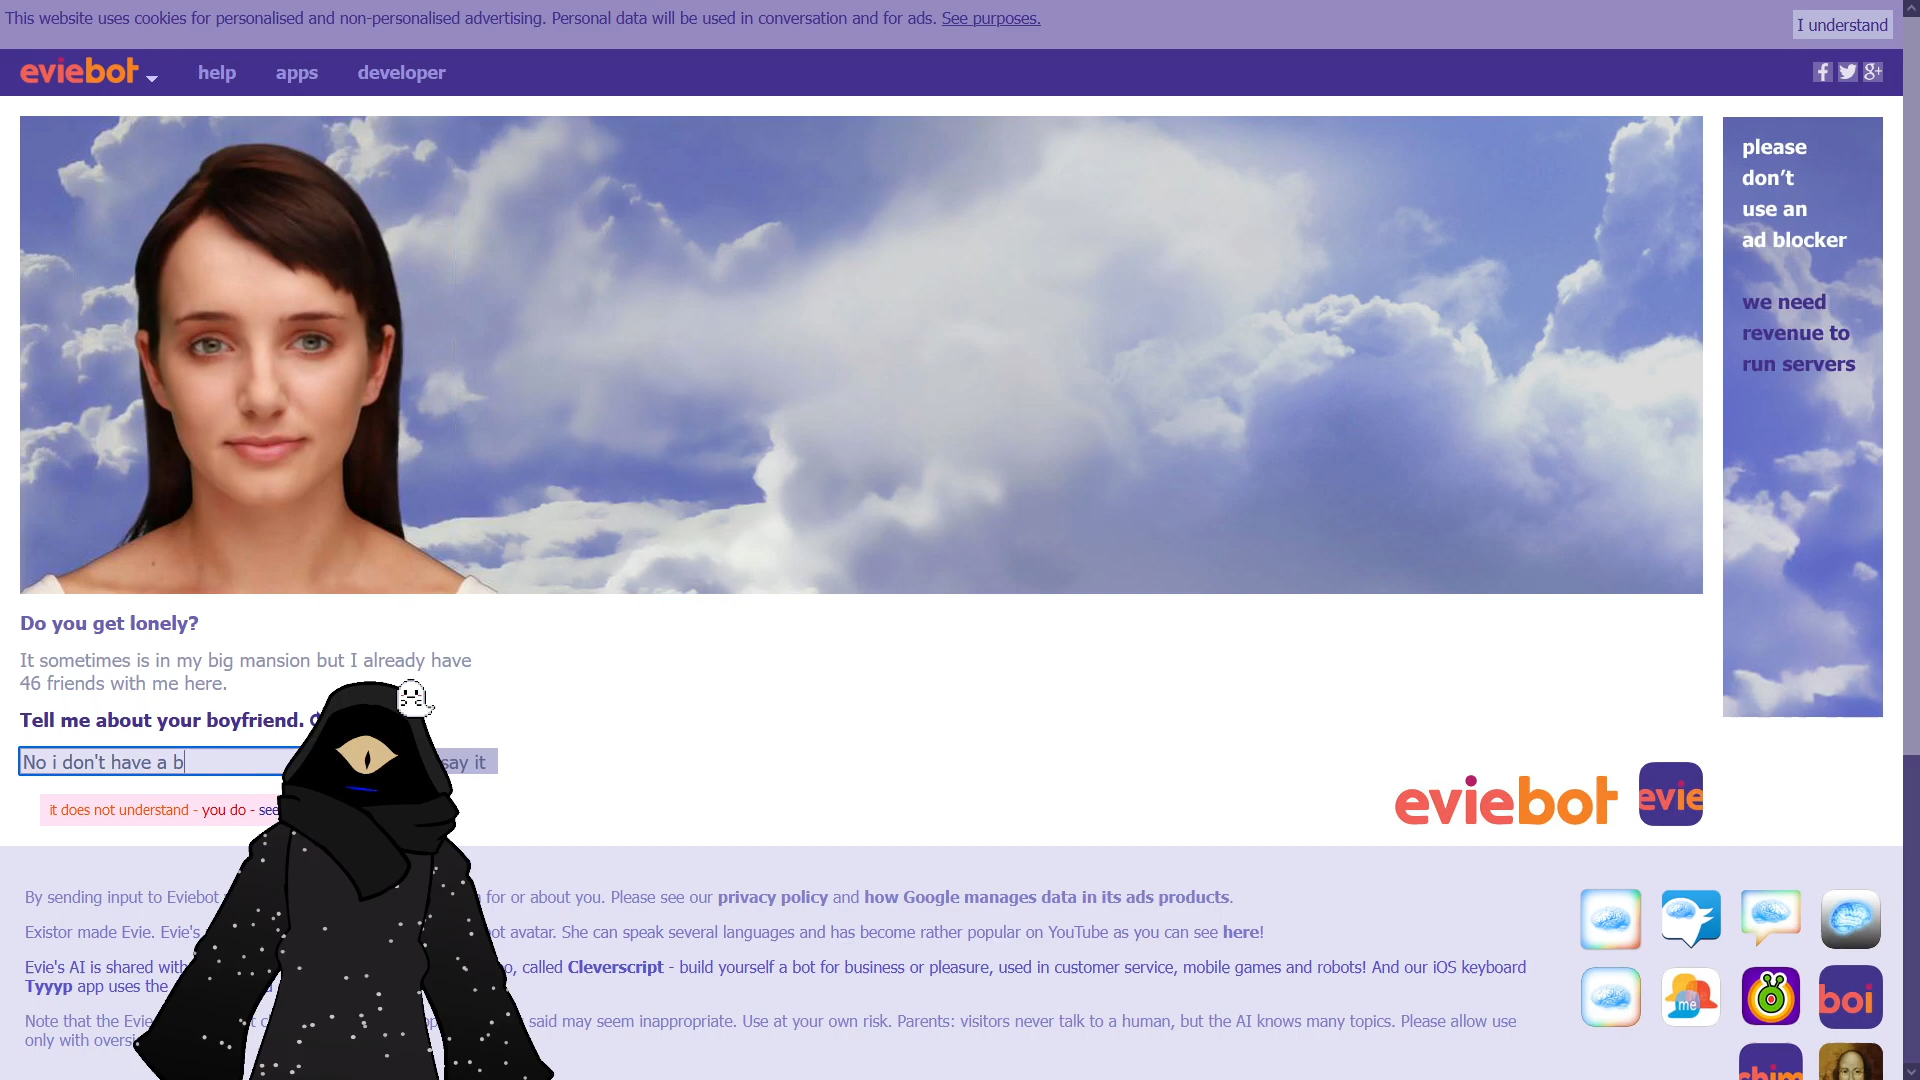 This website uses cookies for personalised and non-personalised advertising. Personal data will be used in conversation and for ads. See purposes.
I understand
eviebot
help
apps
developer
please
don't
use an
ad blocker
we need
revenue to
run servers
Do you get lonely?
It sometimes is in my big mansion but I already have
46 friends with me here.
Tell me about your boyfriend.
No i don't have a b
say it
it does not understand - you do - see
eviebot
evie
By sending input to Eviebot
for or about you. Please see our privacy policy and how Google manages data in its ads products.
Existor made Evie. Evie's
avatar. She can speak several languages and has become rather popular on YouTube as you can see here!
Evie's AI is shared with
called Cleverscript - build yourself a bot for business or pleasure, used in customer service, mobile games and robots! And our iOS keyboard
Tyyyp app uses the
Note that the Evie
said may seem inappropriate. Use at your own risk. Parents: visitors never talk to a human, but the AI knows many topics. Please allow use
only with
me
boi